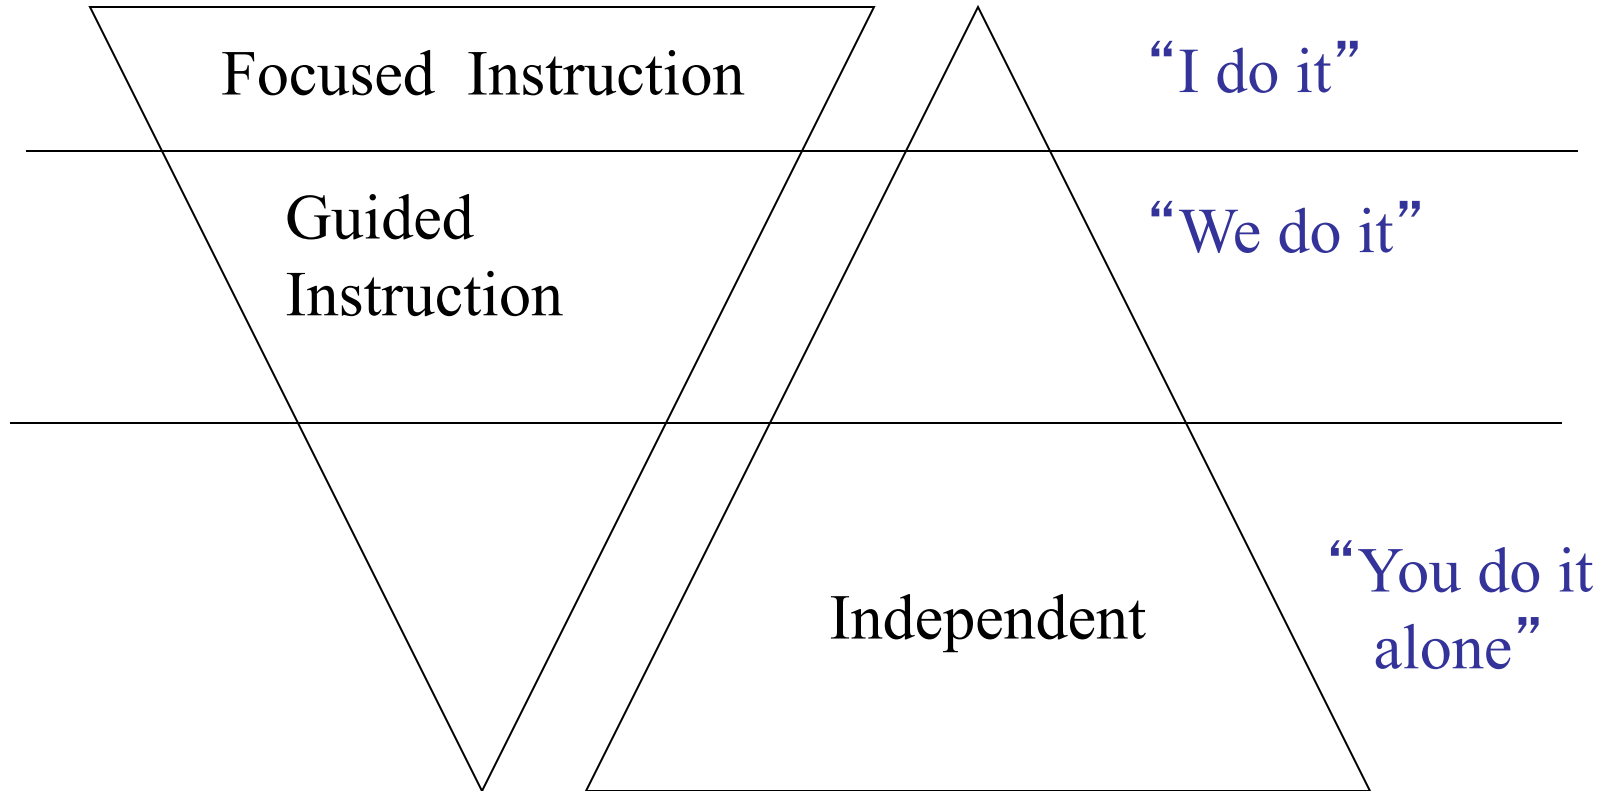 Focused Instruction
“I do it”
Guided
Instruction
“We do it”
Independent
“You do it
alone”